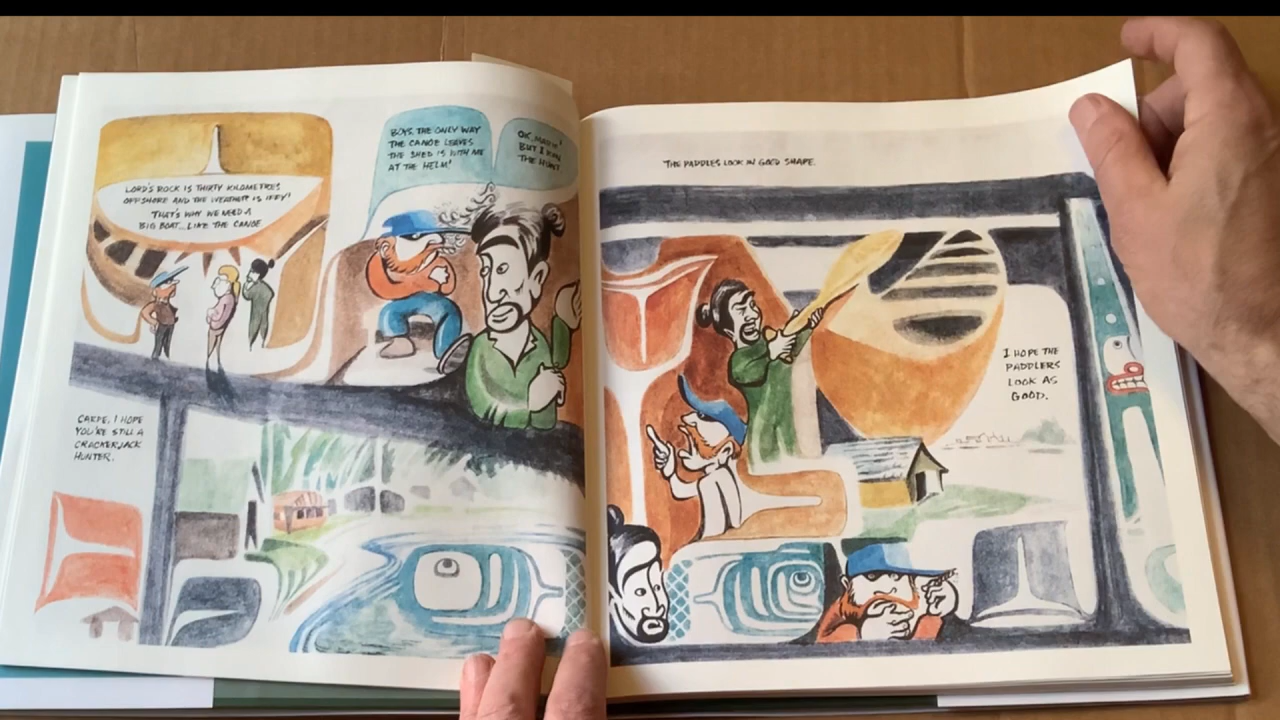 LORD'S ROCK IS THIRTY KILOMETRES
OFFSHORE AND THE WEATHER IS IFFY!
THAT'S WHY WE NEED A
BIG BOAT... LIKE THE CANOE
BOYS, THE ONLY WAY
THE CANOE LEAVES
THE SHED IS WITH ME
AT THE HELM!
OK,
BUT I RUN
THE HUNT
CARPE, I HOPE
YOU'RE STILL A
CRACKERJACK
HUNTER.
THE PADDLES LOOK IN GOOD SHAPE.
I HOPE THE
PADDLERS
LOOK AS
GOOD.